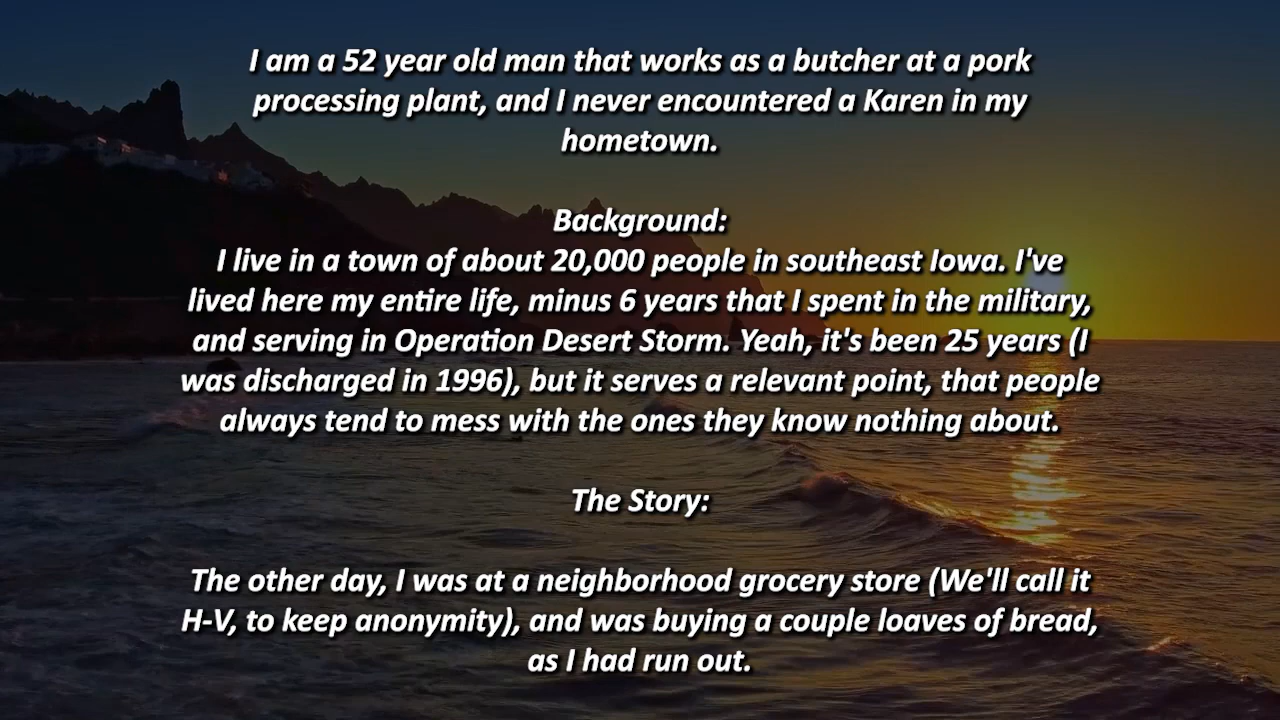 I am a 52 year old man that works as a butcher at a pork
processing plant, and I never encountered a Karen in my
hometown.
Background:
I live in a town of about 20,000 people in southeast Iowa. I've
lived here my entire life, minus 6 years that I spent in the military,
and serving in Operation Desert Storm. Yeah, it's been 25 years (I
was discharged in 1996), but it serves a relevant point, that people
always tend to mess with the ones they know nothing about.
The Story:
The other day, I was at a neighborhood grocery store (We'll call it
H-V, to keep anonymity), and was buying a couple loaves of bread,
as I had run out.